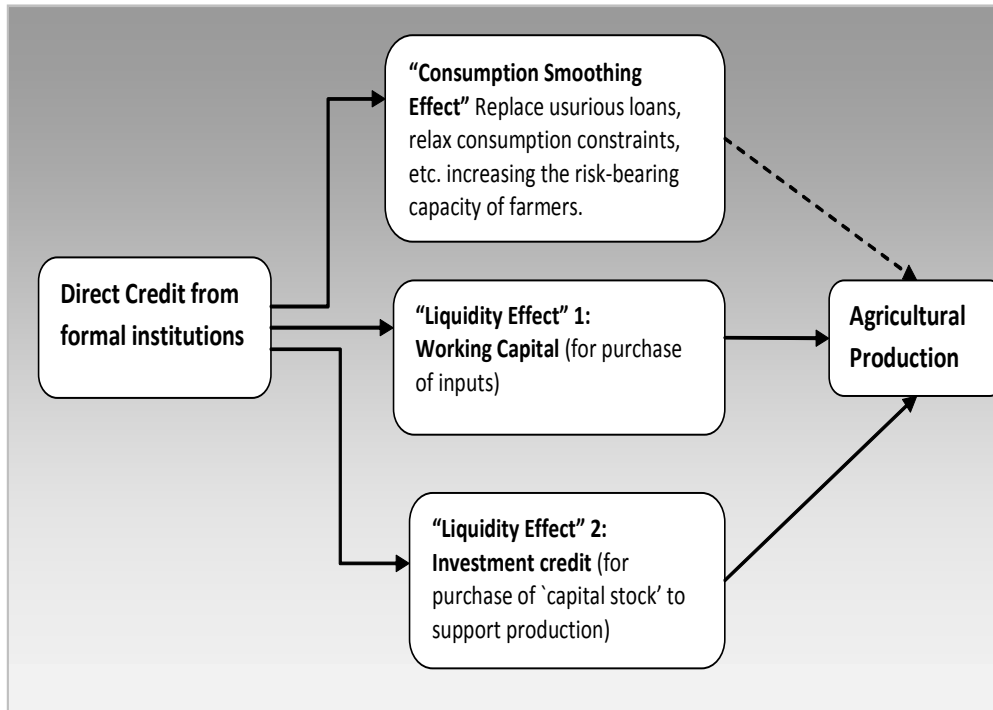 “Consumption Smoothing
Effect” Replace usurious loans,
relax consumption constraints,
etc. increasing the risk-bearing
capacity of farmers.
Direct Credit from
formal institutions
“Liquidity Effect” 1:
Working Capital (for purchase
of inputs)
Agricultural
Production
“Liquidity Effect” 2:
Investment credit (for
purchase of `capital stock’ to
support production)